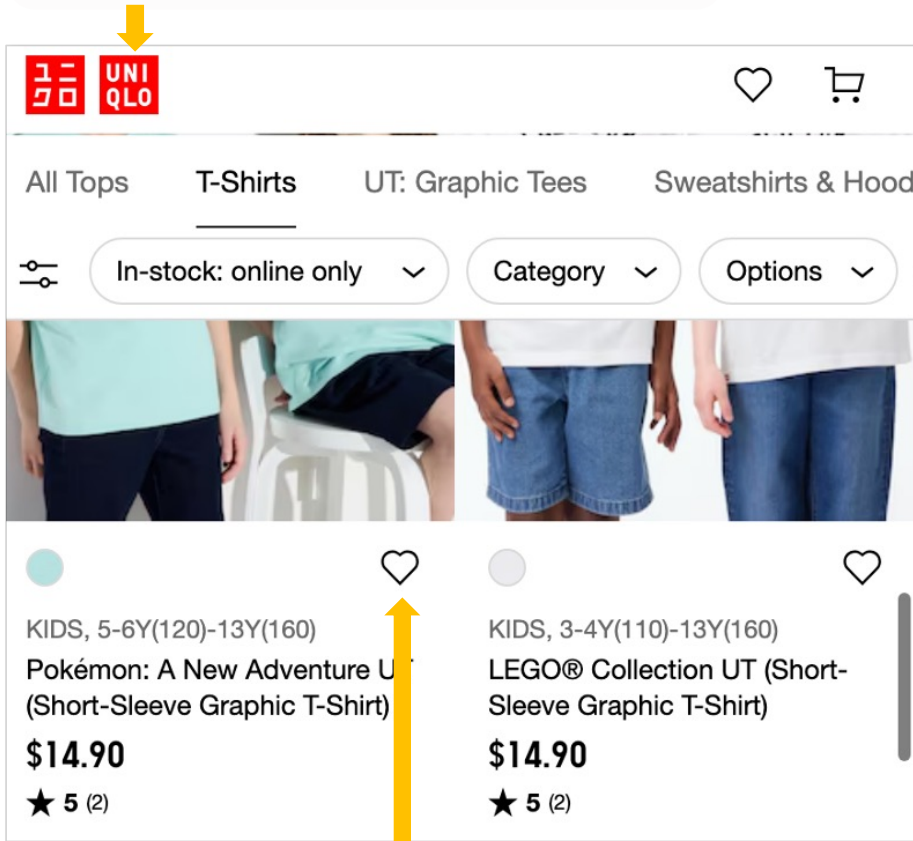 ユニ
クロ
UNI
QLO
All Tops T-Shirts UT: Graphic Tees Sweatshirts & Hood
In-stock: online only Category Options
KIDS, 5-6Y(120)-13Y(160)
Pokémon: A New Adventure U
(Short-Sleeve Graphic T-Shirt)
$14.90
★ 5 (2)
KIDS, 3-4Y(110)-13Y(160)
LEGO® Collection UT (Short-
Sleeve Graphic T-Shirt)
$14.90
★ 5 (2)